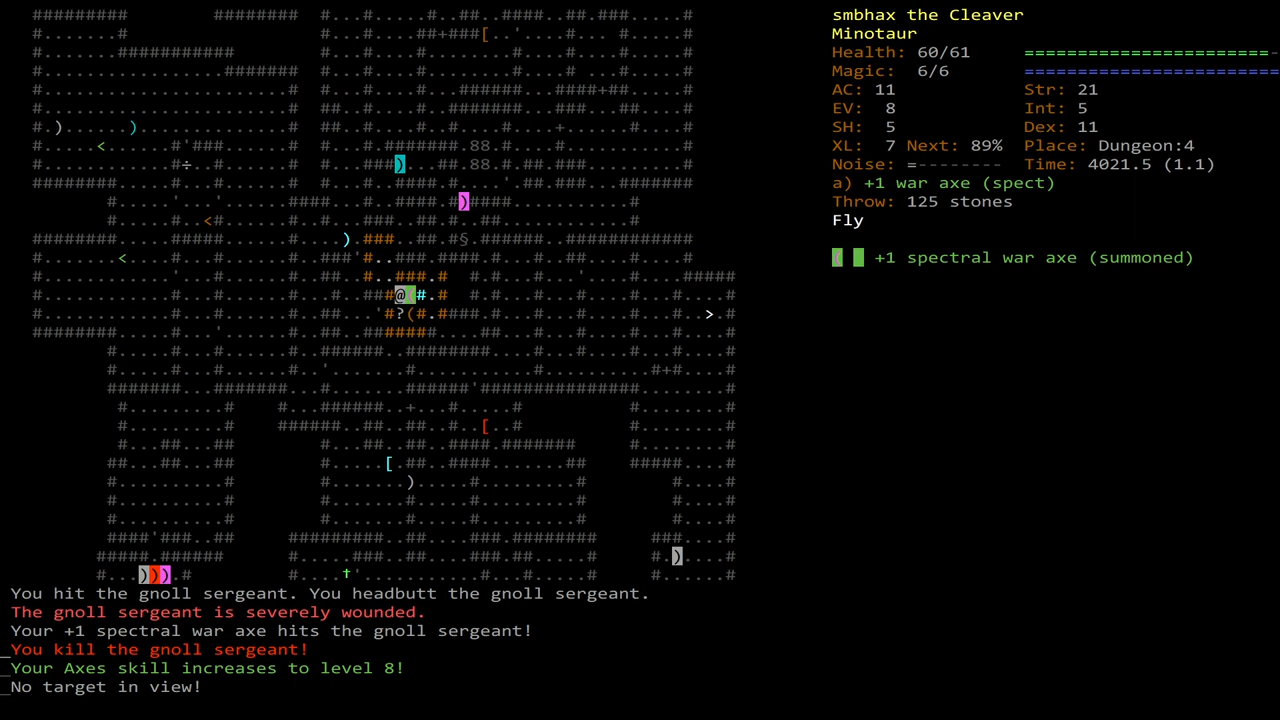 smbhax the Cleaver
Minotaur
Health: 60/61
Magic: 6/6
AC: 11 Str: 21
EV: 8 Int: 5
SH: 5 Dex: 11
XL: 7 Next: 89% Place: Dungeon:4
Noise: =-------- Time: 4021.5 (1.1)
a) +1 war axe (spect)
Throw: 125 stones
Fly
+1 spectral war axe (summoned)
You hit the gnoll sergeant. You headbutt the gnoll sergeant.
The gnoll sergeant is severely wounded.
Your +1 spectral war axe hits the gnoll sergeant!
_You kill the gnoll sergeant!
_Your Axes skill increases to level 8!
_No target in view!